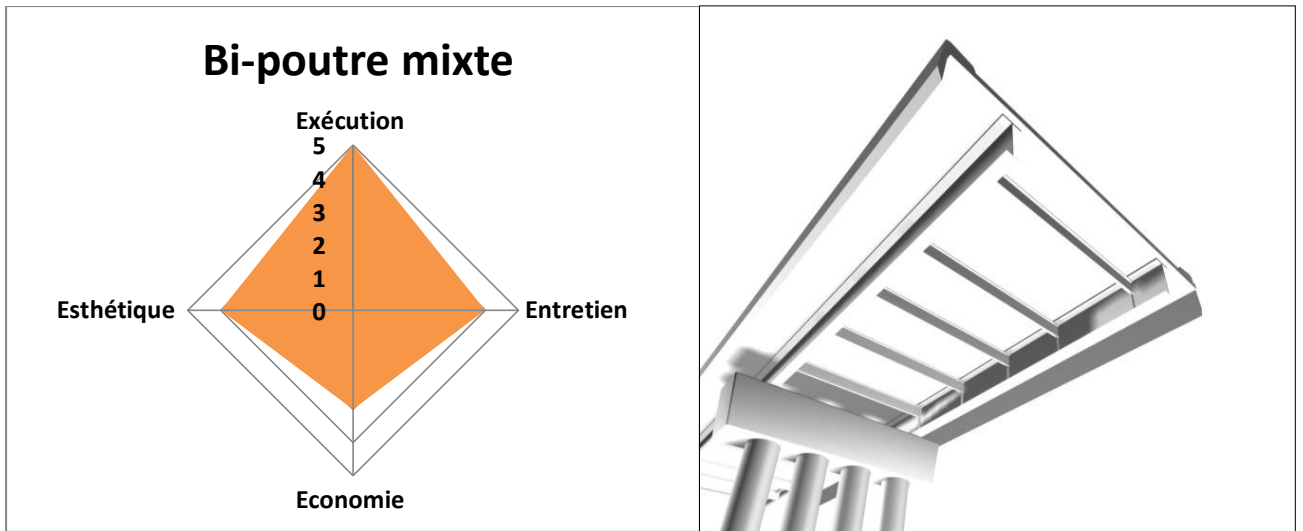 Bi-poutre mixte
Exécution
5
4
3
2
1
0
Esthétique
Entretien
Economie